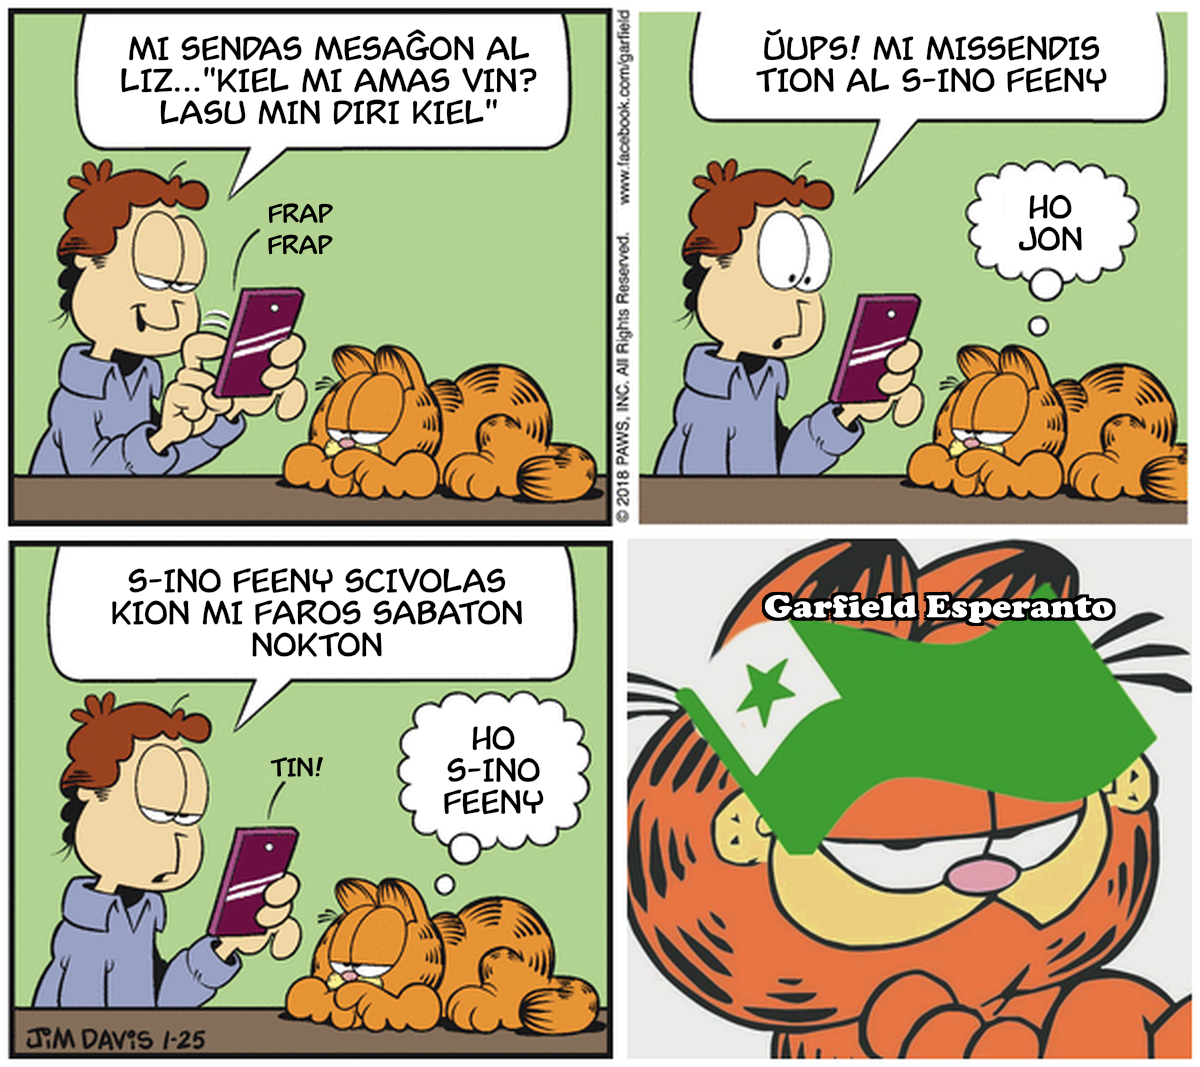 MI SENDAS MESAĜON AL
LIZ..."KIEL MI AMAS VIN?
LASU MIN DIRI KIEL"
FRAP
FRAP
© 2018 PAWS, INC. All Rights Reserved. www.facebook.com/garfield
ŬUPS! MI MISSENDIS
TION AL S-INO FEENY
HO
JON
S-INO FEENY SCIVOLAS
KION MI FAROS SABATON
NOKTON
TIN!
HO
S-INO
FEENY
JIM DAVIS 1-25
Garfield Esperanto